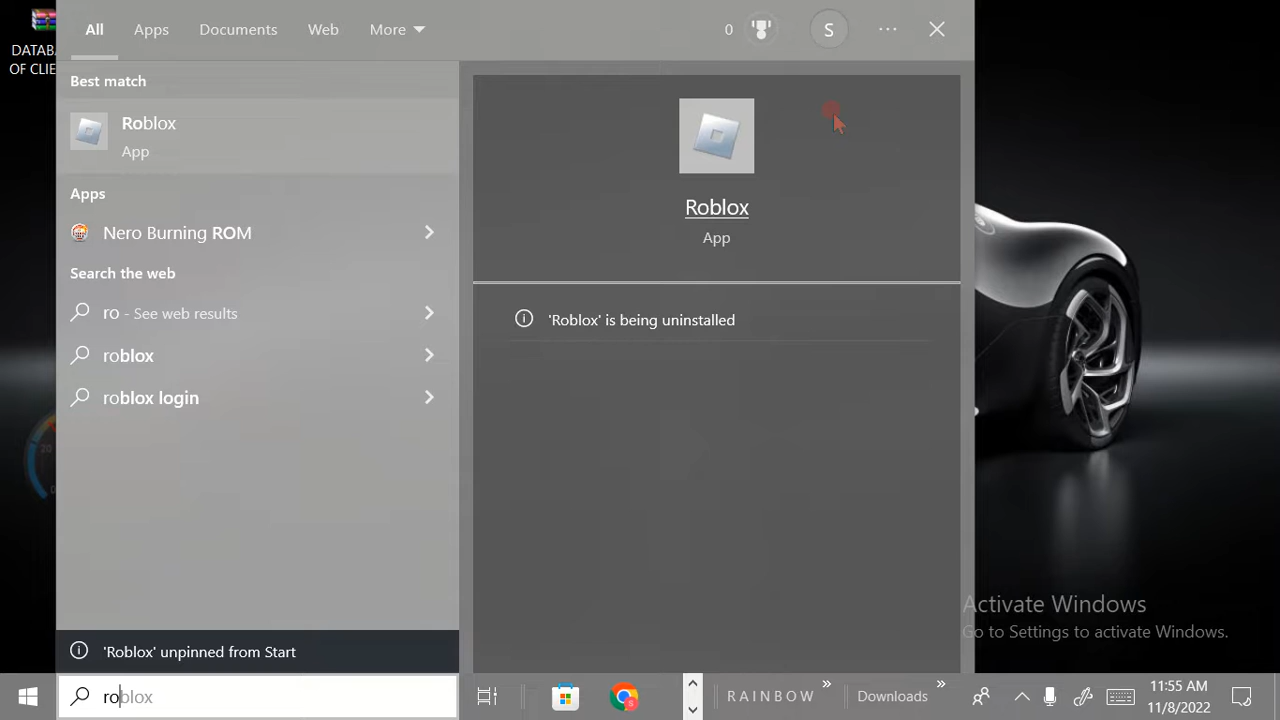 DATABA
OF CLIE
All Apps Documents Web More
0 S
Best match
Roblox
App
Apps
Nero Burning ROM
Search the web
ro - See web results
roblox
roblox login
Roblox
App
'Roblox' is being uninstalled
20
Activate Windows
Go to Settings to activate Windows.
'Roblox' unpinned from Start
roblox
S
RAINBOW
Downloads
11:55 AM
11/8/2022